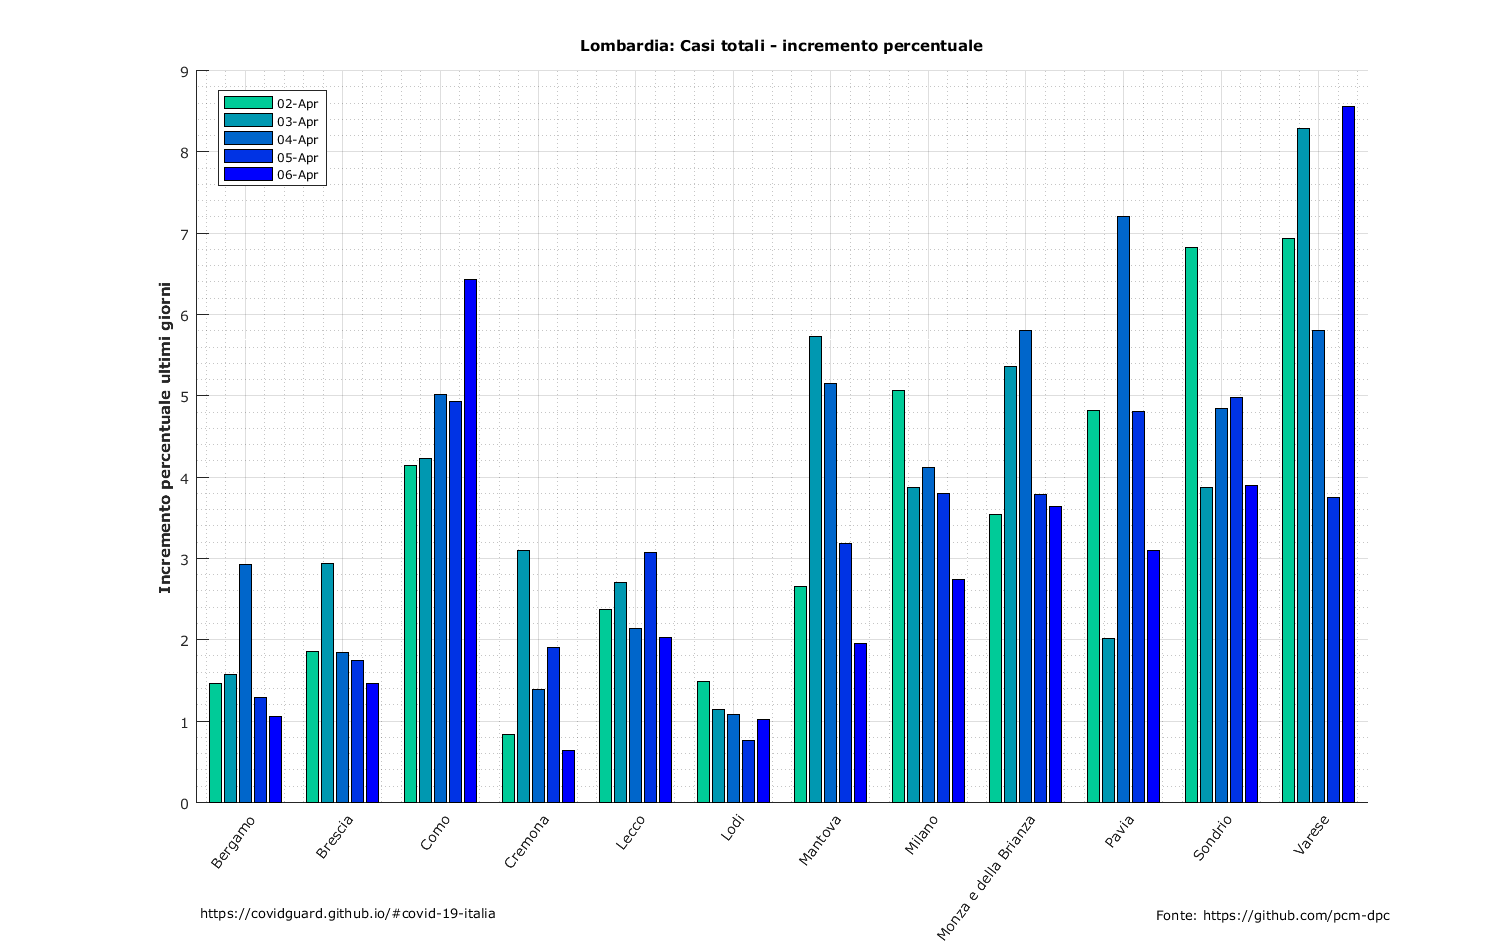 Lombardia: Casi totali - incremento percentuale
9
8
7
6
5
4
3
2
1
0
Incremento percentuale ultimi giorni
02-Apr
03-Apr
04-Apr
05-Apr
06-Apr
Bergamo
Brescia
Como
Cremona
Lecco
Lodi
Mantova
Milano
Monza e della Brianza
Pavia
Sondrio
Varese
https://covidguard.github.io/#covid-19-italia
Fonte: https://github.com/pcm-dpc